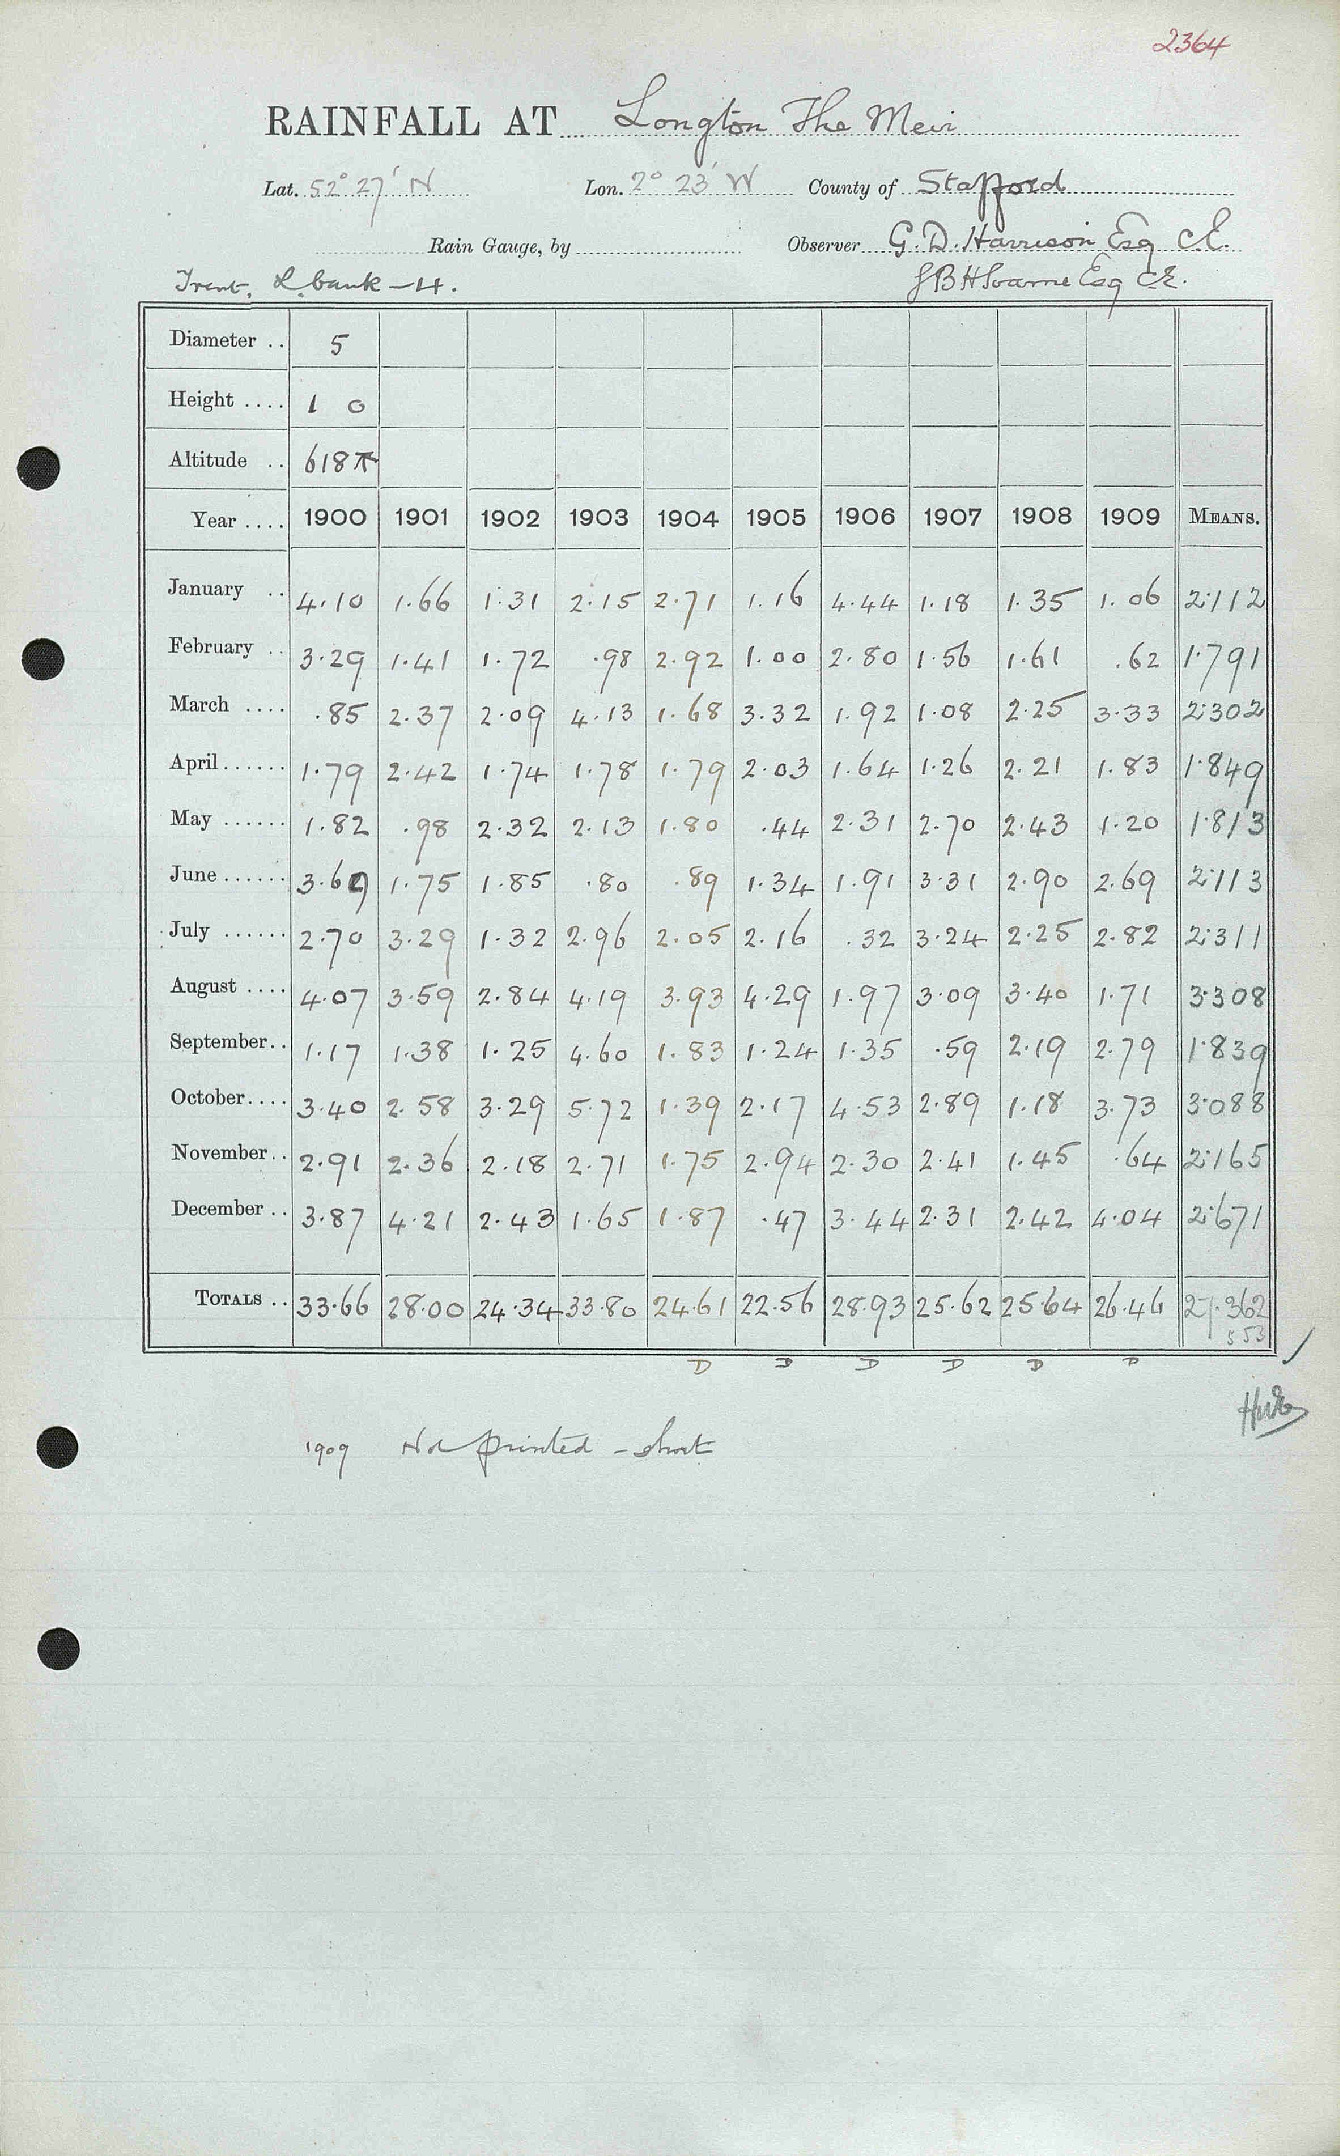 2364
RAINFALL AT Longton The Meir
Lat. 52° 27' N Lon. 2° 23' W County of Stafford
Rain Gauge, by Observer G. D. Harrison Esq C.E.
Trent, L. bank - 14. Esq C.E.
Diameter .. 5
Height .... 1 0
Altitude .. 618
Year .... 1900 1901 1902 1903 1904 1905 1906 1907 1908 1909 MEANS.
January .. 4.10 1.66 1.31 2.15 2.71 1.16 4.44 1.18 1.35 1.06 2.112
February .. 3.29 1.41 1.72 .98 2.92 1.00 2.80 1.56 1.61 .62 1.791
March .... .85 2.37 2.09 4.13 1.68 3.32 1.92 1.08 2.25 3.33 2.302
April...... 1.79 2.42 1.74 1.78 1.79 2.03 1.64 1.26 2.21 1.83 1.849
May ...... 1.82 .98 2.32 2.13 1.80 .44 2.31 2.70 2.43 1.20 1.813
June ...... 3.69 1.75 1.85 .80 .89 1.34 1.91 3.31 2.90 2.69 2.113
July ...... 2.70 3.29 1.32 2.96 2.05 2.16 .32 3.24 2.25 2.82 2.311
August .... 4.07 3.59 2.84 4.19 3.93 4.29 1.97 3.09 3.40 1.71 3.308
September.. 1.17 1.38 1.25 4.60 1.83 1.24 1.35 .59 2.19 2.79 1.839
October.... 3.40 2.58 3.29 5.72 1.39 2.17 4.53 2.89 1.18 3.73 3.088
November.. 2.91 2.36 2.18 2.71 1.75 2.94 2.30 2.41 1.45 .64 2.165
December .. 3.87 4.21 2.43 1.65 1.87 .47 3.44 2.31 2.42 4.04 2.671
TOTALS .. 33.66 28.00 24.34 33.80 24.61 22.56 28.93 25.62 25.64 26.46 27.362
553
D D D D D D
1909 Not printed - short